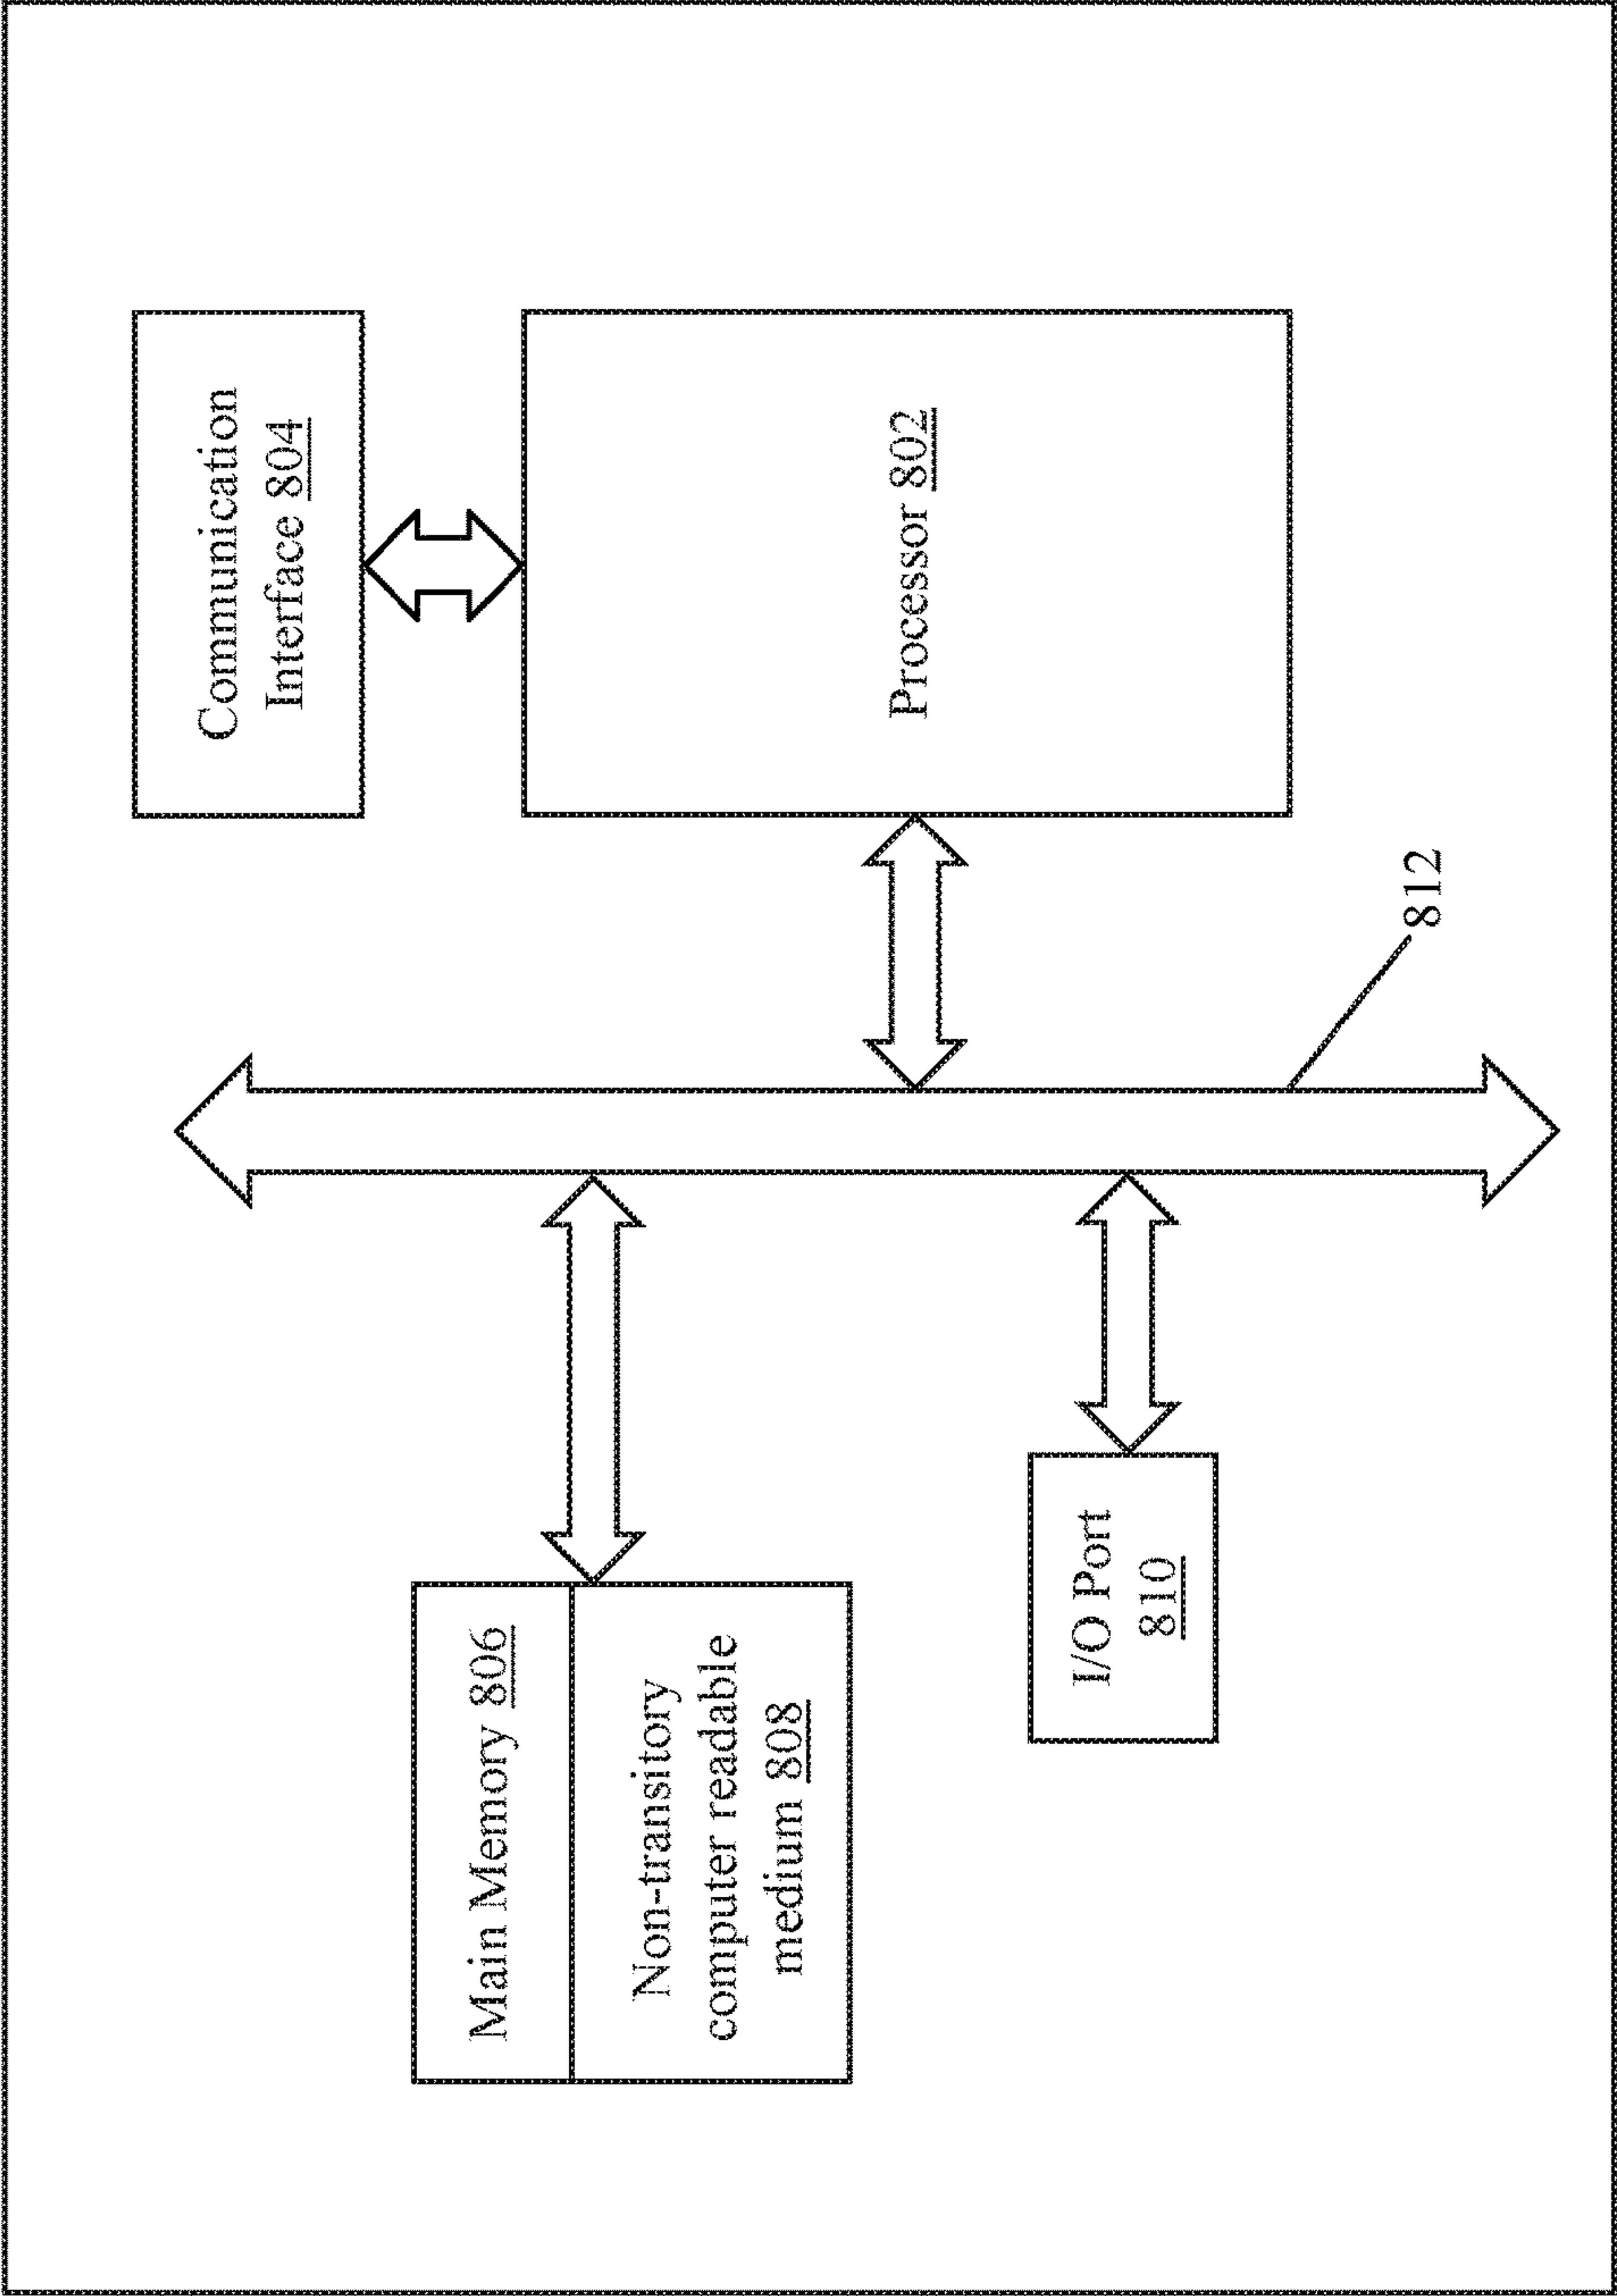 Main Memory 806
Non-transitory
computer readable
medium 808
I/O Port
810
812
Communication
Interface 804
Processor 802